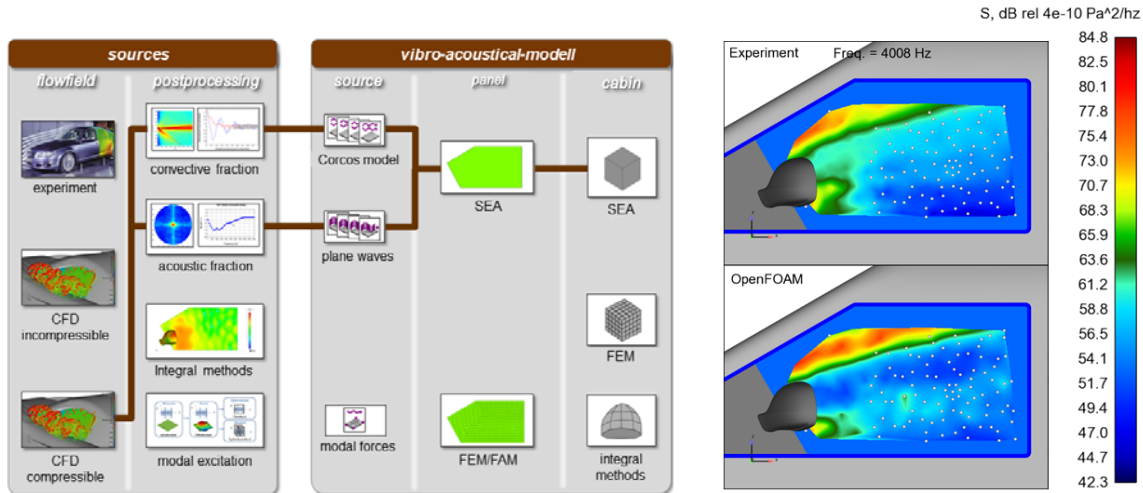 sources
flowfield
postprocessing
experiment
CFD
incompressible
CFD
compressible
convective fraction
acoustic fraction
Integral methods
modal excitation
vibro-acoustical-modell
source
panel
cabin
Corcos model
plane waves
modal forces
SEA
FEM/FAM
SEA
FEM
integral
methods
S, dB rel 4e-10 Pa^2/hz
Experiment Freq. = 4008 Hz
OpenFOAM
84.8
82.5
80.1
77.8
75.4
73.0
70.7
68.3
65.9
63.6
61.2
58.8
56.5
54.1
51.7
49.4
47.0
44.7
42.3